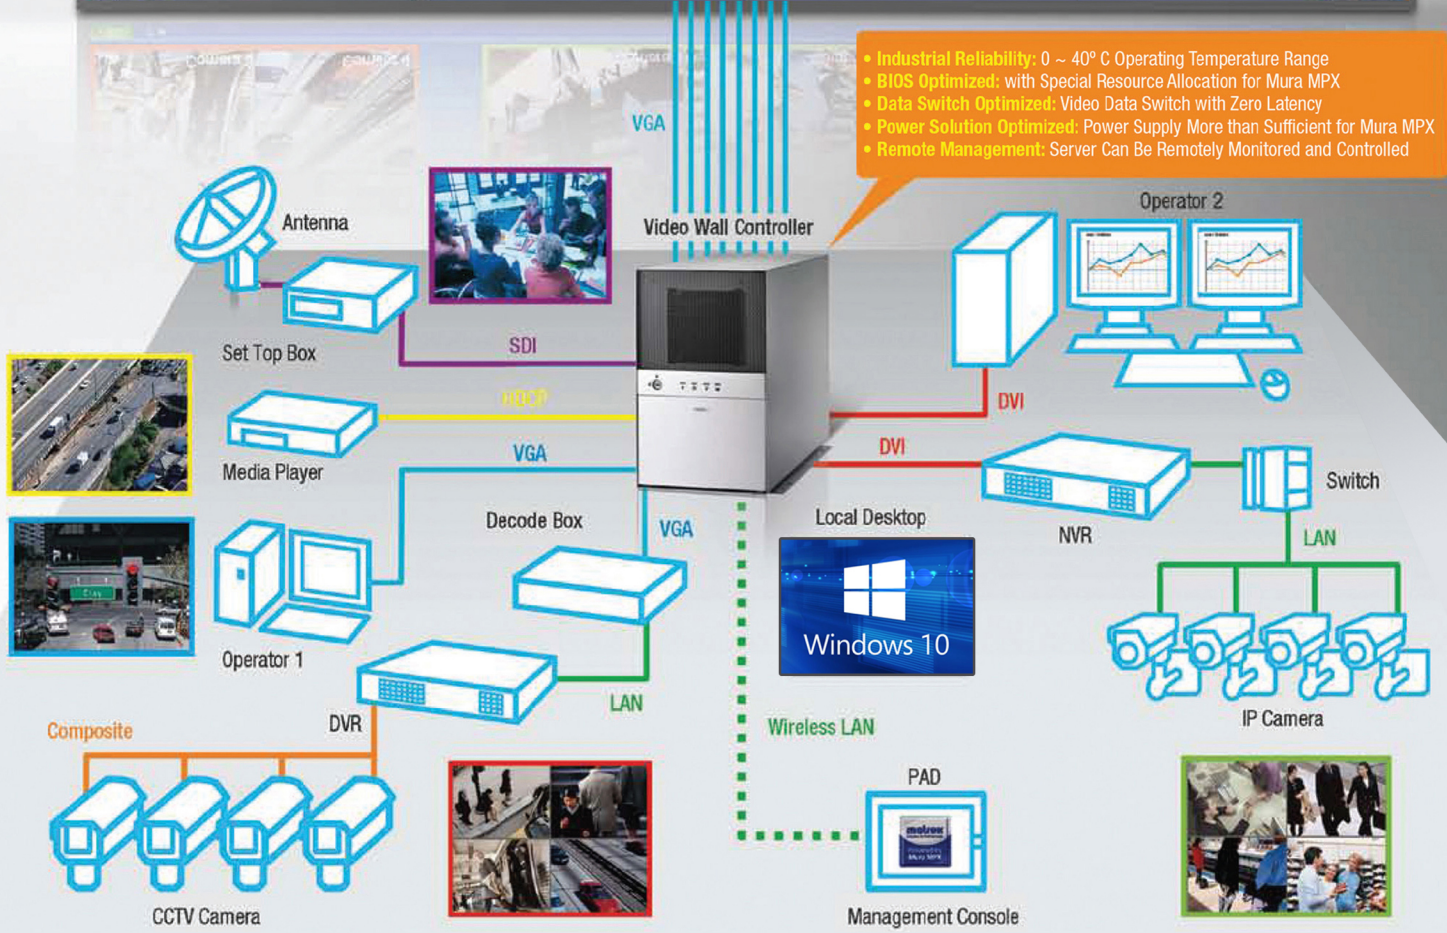 • Industrial Reliability: 0 ~ 40º C Operating Temperature Range
• BIOS Optimized: with Special Resource Allocation for Mura MPX
• Data Switch Optimized: Video Data Switch with Zero Latency
• Power Solution Optimized: Power Supply More than Sufficient for Mura MPX
• Remote Management: Server Can Be Remotely Monitored and Controlled
VGA
Operator 2
Antenna
Video Wall Controller
Set Top Box
SDI
HDCP
DVI
Media Player
VGA
DVI
Switch
Decode Box
VGA
Local Desktop
NVR
LAN
Windows 10
Operator 1
LAN
DVR
Composite
Wireless LAN
IP Camera
PAD
matrox
Mura MPX
CCTV Camera
Management Console